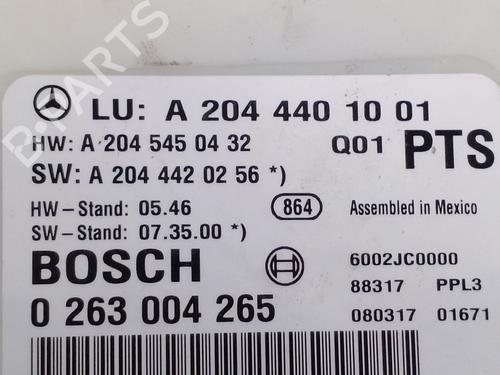 B-PARTS
LU: A 204 440 10 01
HW: A 204 545 04 32 Q01 PTS
SW: A 204 442 02 56 *)
HW-Stand: 05.46 864 Assembled in Mexico
SW-Stand: 07.35.00 *)
BOSCH 6002JC0000
88317 PPL3
0 263 004 265 080317 01671